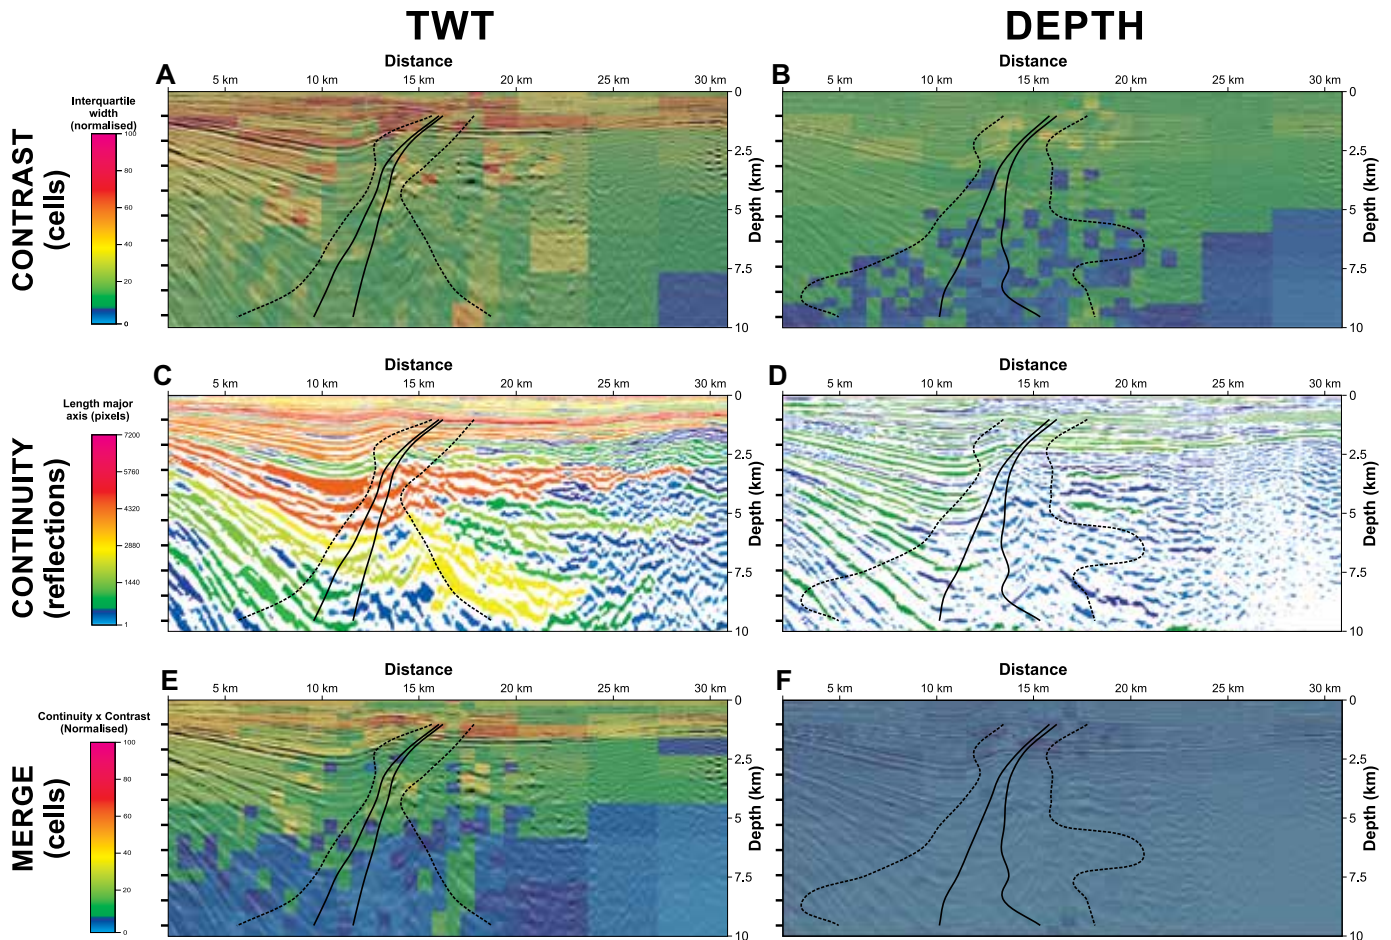 TWT
DEPTH
Distance
Distance
A
5 km 10 km 15 km 20 km 25 km 30 km
B
5 km 10 km 15 km 20 km 25 km 30 km
CONTRAST
(cells)
Interquartile
width
(normalised)
100
80
60
40
20
0
0
2.5
5
7.5
10
Depth (km)
0
2.5
5
7.5
10
Depth (km)
Distance
Distance
C
5 km 10 km 15 km 20 km 25 km 30 km
D
5 km 10 km 15 km 20 km 25 km 30 km
CONTINUITY
(reflections)
Length major
axis (pixels)
7200
5760
4320
2880
1440
1
0
2.5
5
7.5
10
Depth (km)
0
2.5
5
7.5
10
Depth (km)
Distance
Distance
E
5 km 10 km 15 km 20 km 25 km 30 km
F
5 km 10 km 15 km 20 km 25 km 30 km
MERGE
(cells)
Continuity x Contrast
(Normalised)
100
80
60
40
20
0
0
2.5
5
7.5
10
Depth (km)
0
2.5
5
7.5
10
Depth (km)